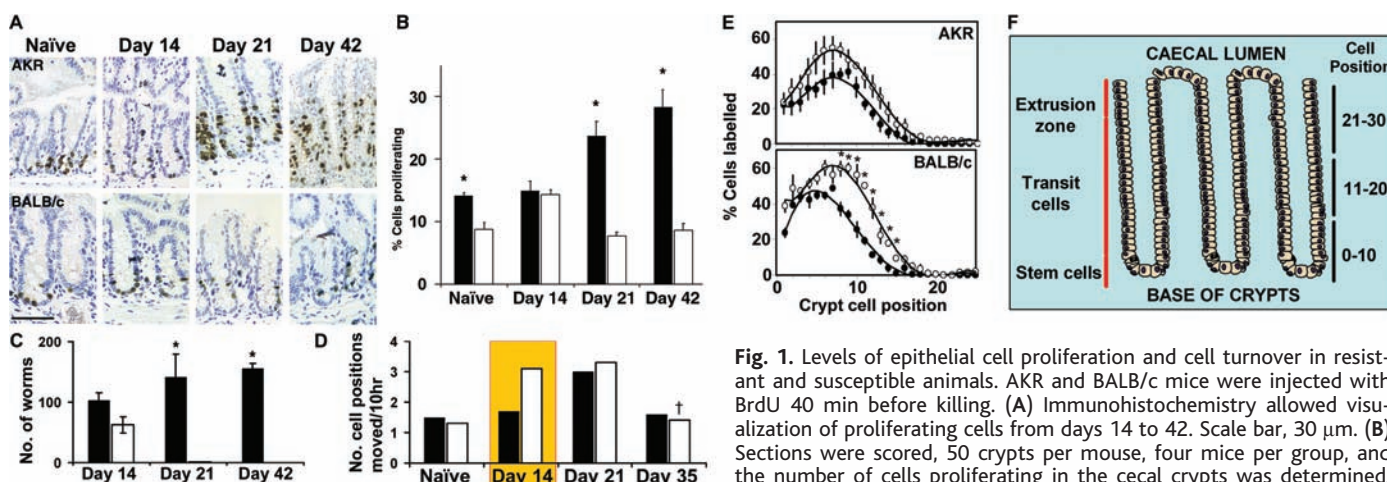 A
Naïve Day 14 Day 21 Day 42
AKR
BALB/c
B
% Cells proliferating
30
20
10
0
Naïve Day 14 Day 21 Day 42
*
*
*
C
No. of worms
200
100
0
* *
Day 14 Day 21 Day 42
D
No. cell positions
moved/10hr
4
3
2
1
0
†
Naïve Day 14 Day 21 Day 35
E
AKR
60
40
20
0
BALB/c
60
40
20
0
* * * * * * * *
% Cells labelled
0 10 20
Crypt cell position
F
CAECAL LUMEN
Cell
Position
Extrusion
zone
21-30
Transit
cells
11-20
Stem cells
0-10
BASE OF CRYPTS
Fig. 1. Levels of epithelial cell proliferation and cell turnover in resist-
ant and susceptible animals. AKR and BALB/c mice were injected with
BrdU 40 min before killing. (A) Immunohistochemistry allowed visu-
alization of proliferating cells from days 14 to 42. Scale bar, 30 μm. (B)
Sections were scored, 50 crypts per mouse, four mice per group, and
the number of cells proliferating in the cecal crypts was determined.